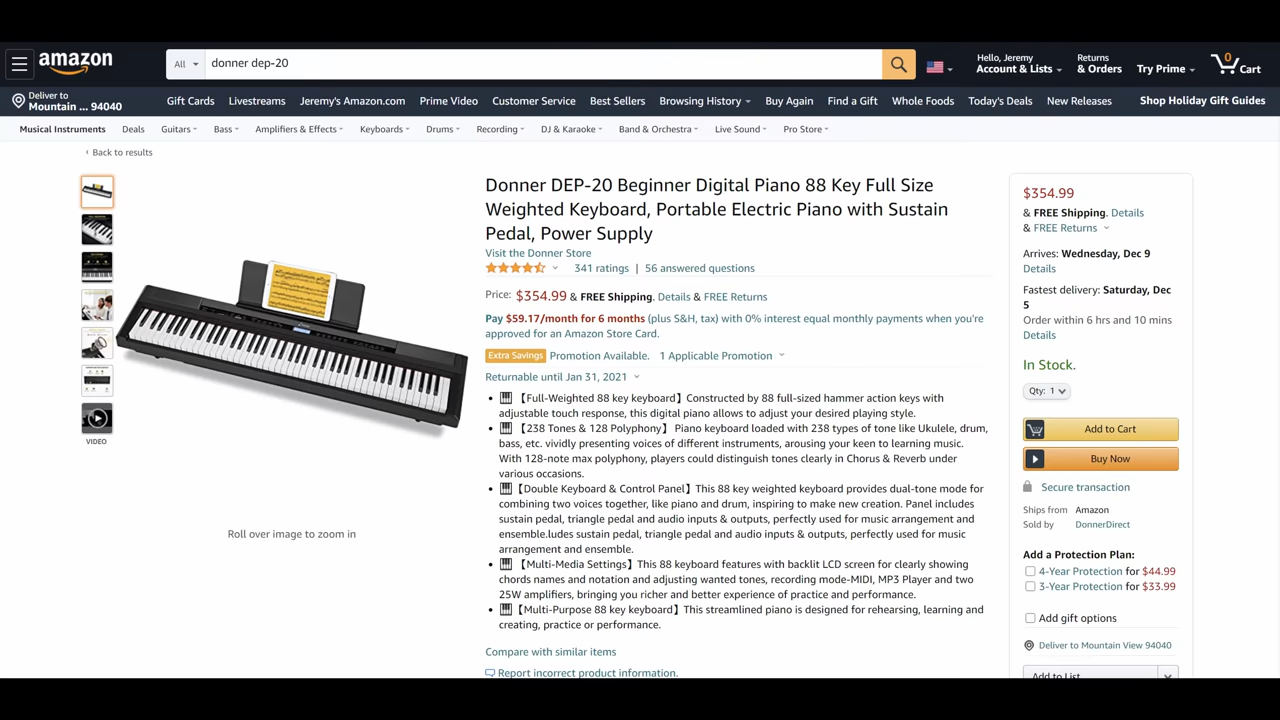 amazon
All
donner dep-20
Hello, Jeremy
Account & Lists
Returns
& Orders
Try Prime
0
Cart
Deliver to
Mountain ... 94040
Gift Cards
Livestreams
Jeremy's Amazon.com
Prime Video
Customer Service
Best Sellers
Browsing History
Buy Again
Find a Gift
Whole Foods
Today's Deals
New Releases
Shop Holiday Gift Guides
Musical Instruments
Deals
Guitars
Bass
Amplifiers & Effects
Keyboards
Drums
Recording
DJ & Karaoke
Band & Orchestra
Live Sound
Pro Store
‹ Back to results
VIDEO
Roll over image to zoom in
Donner DEP-20 Beginner Digital Piano 88 Key Full Size
Weighted Keyboard, Portable Electric Piano with Sustain
Pedal, Power Supply
Visit the Donner Store
341 ratings | 56 answered questions
Price: $354.99 & FREE Shipping. Details & FREE Returns
Pay $59.17/month for 6 months (plus S&H, tax) with 0% interest equal monthly payments when you're
approved for an Amazon Store Card.
Extra Savings Promotion Available. 1 Applicable Promotion
Returnable until Jan 31, 2021
• 🎹【Full-Weighted 88 key keyboard】Constructed by 88 full-sized hammer action keys with
adjustable touch response, this digital piano allows to adjust your desired playing style.
• 🎹【238 Tones & 128 Polyphony】Piano keyboard loaded with 238 types of tone like Ukulele, drum,
bass, etc. vividly presenting voices of different instruments, arousing your keen to learning music.
With 128-note max polyphony, players could distinguish tones clearly in Chorus & Reverb under
various occasions.
• 🎹【Double Keyboard & Control Panel】This 88 key weighted keyboard provides dual-tone mode for
combining two voices together, like piano and drum, inspiring to make new creation. Panel includes
sustain pedal, triangle pedal and audio inputs & outputs, perfectly used for music arrangement and
ensemble.ludes sustain pedal, triangle pedal and audio inputs & outputs, perfectly used for music
arrangement and ensemble.
• 🎹【Multi-Media Settings】This 88 keyboard features with backlit LCD screen for clearly showing
chords names and notation and adjusting wanted tones, recording mode-MIDI, MP3 Player and two
25W amplifiers, bringing you richer and better experience of practice and performance.
• 🎹【Multi-Purpose 88 key keyboard】This streamlined piano is designed for rehearsing, learning and
creating, practice or performance.
Compare with similar items
Report incorrect product information.
$354.99
& FREE Shipping. Details
& FREE Returns
Arrives: Wednesday, Dec 9
Details
Fastest delivery: Saturday, Dec
5
Order within 6 hrs and 10 mins
Details
In Stock.
Qty: 1
Add to Cart
Buy Now
Secure transaction
Ships from Amazon
Sold by DonnerDirect
Add a Protection Plan:
4-Year Protection for $44.99
3-Year Protection for $33.99
Add gift options
Deliver to Mountain View 94040
Add to List